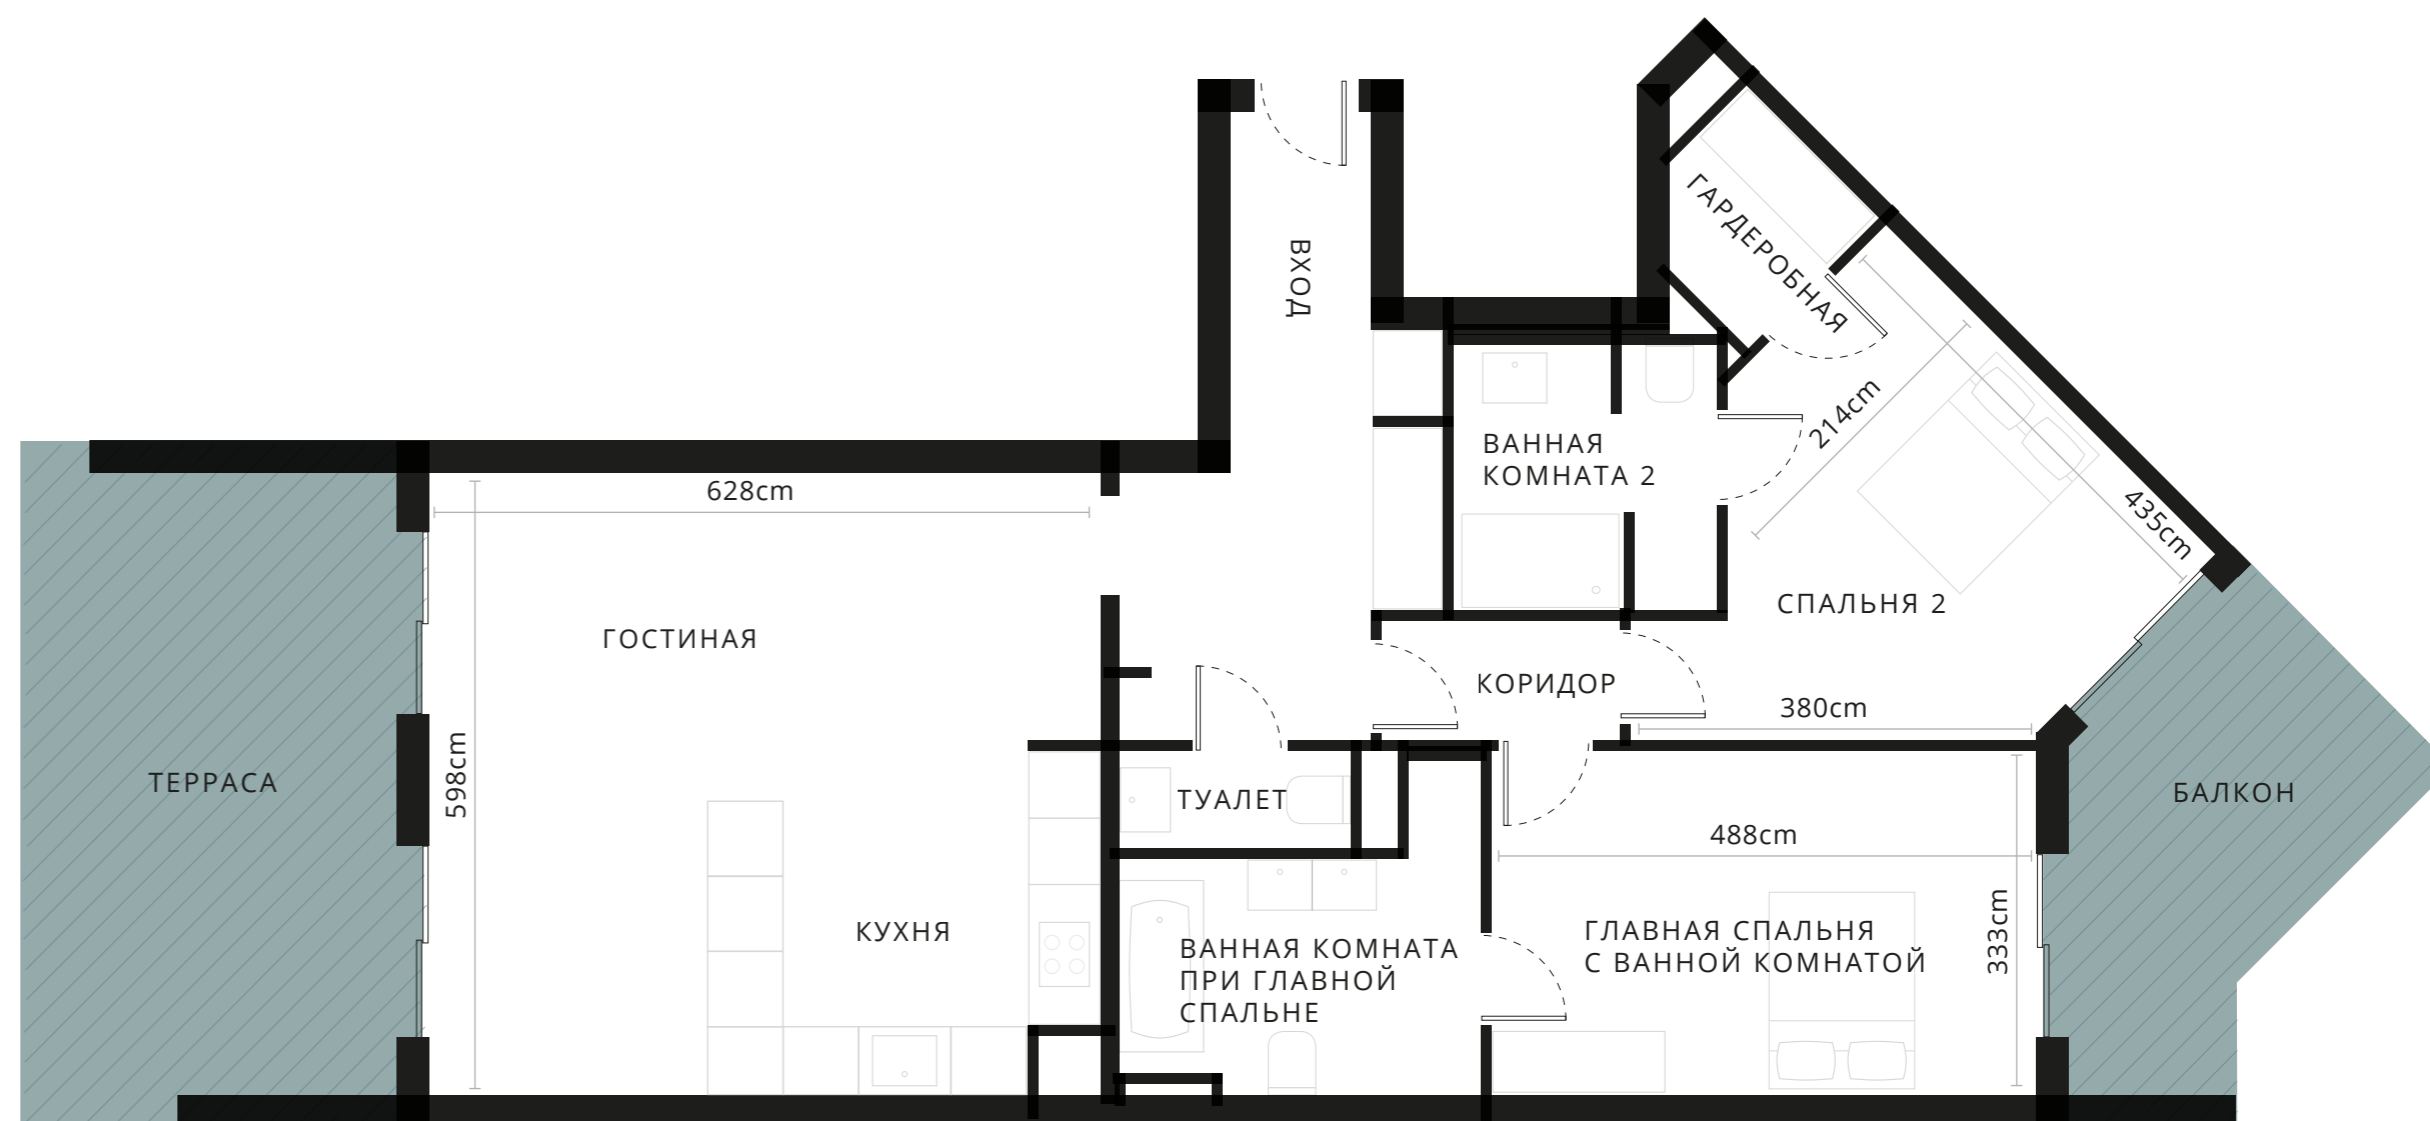 ВХОД
ГАРДЕРОБНАЯ
214cm
ВАННАЯ
КОМНАТА 2
628cm
435cm
СПАЛЬНЯ 2
ГОСТИНАЯ
КОРИДОР
380cm
598cm
ТЕРРАСА
ТУАЛЕТ
БАЛКОН
488cm
КУХНЯ
ВАННАЯ КОМНАТА
ПРИ ГЛАВНОЙ
СПАЛЬНЕ
ГЛАВНАЯ СПАЛЬНЯ
С ВАННОЙ КОМНАТОЙ
333cm